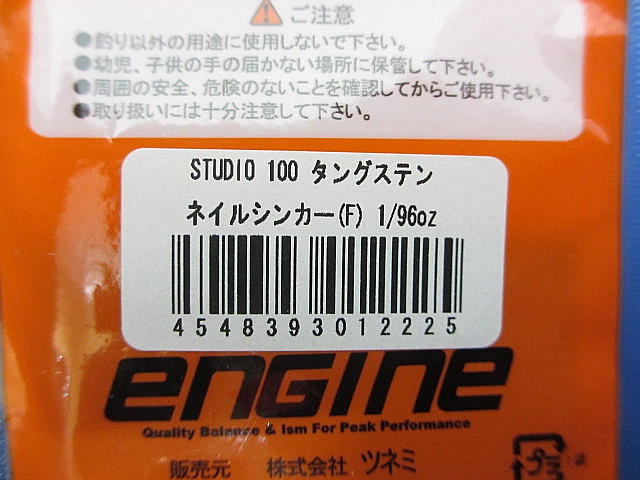 ご注意
●釣り以外の用途に使用しないで下さい。
●幼児、子供の手の届かない場所に保管して下さい。
●周囲の安全、危険のないことを確認してからご使用下さい。
●取り扱いには十分注意して下さい。
STUDIO 100 タングステン
ネイルシンカー(F) 1/96oz
4548393012225
engine
Quality Balance & Ism For Peak Performance
販売元 株式会社 ツネミ
プラ